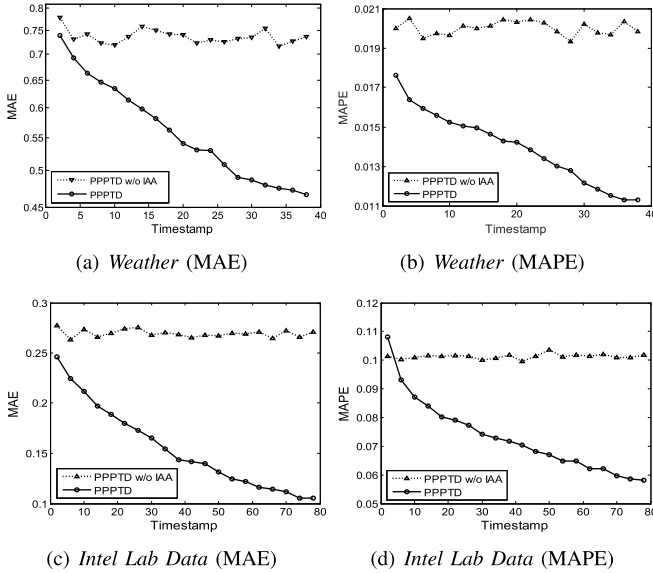 0.8
0.75
0.7
0.65
0.6
0.55
0.5
0.45
MAE
0 5 10 15 20 25 30 35 40
Timestamp
PPPTD w/o IAA
PPPTD
(a) Weather (MAE)
0.021
0.019
0.017
0.015
0.013
0.011
MAPE
0 10 20 30 40
Timestamp
PPPTD w/o IAA
PPPTD
(b) Weather (MAPE)
0.3
0.25
0.2
0.15
0.1
MAE
0 10 20 30 40 50 60 70 80
Timestamp
PPPTD w/o IAA
PPPTD
(c) Intel Lab Data (MAE)
0.12
0.11
0.1
0.09
0.08
0.07
0.06
0.05
MAPE
0 10 20 30 40 50 60 70 80
Timestamp
PPPTD w/o IAA
PPPTD
(d) Intel Lab Data (MAPE)